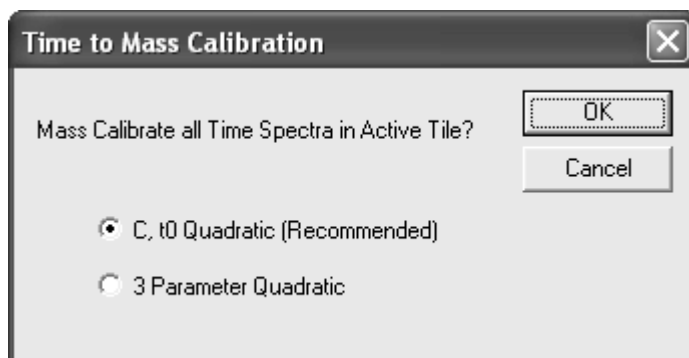 Time to Mass Calibration
Mass Calibrate all Time Spectra in Active Tile?
OK
Cancel
C, t0 Quadratic (Recommended)
3 Parameter Quadratic